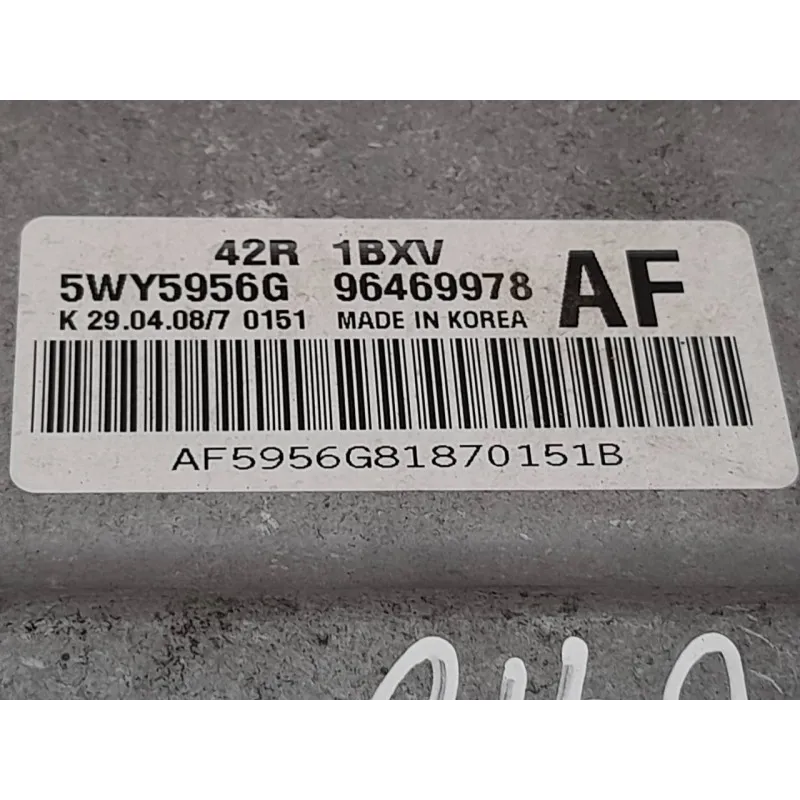 42R 1BXV
5WY5956G 96469978 AF
K 29.04.08/7 0151 MADE IN KOREA
AF5956G81870151B